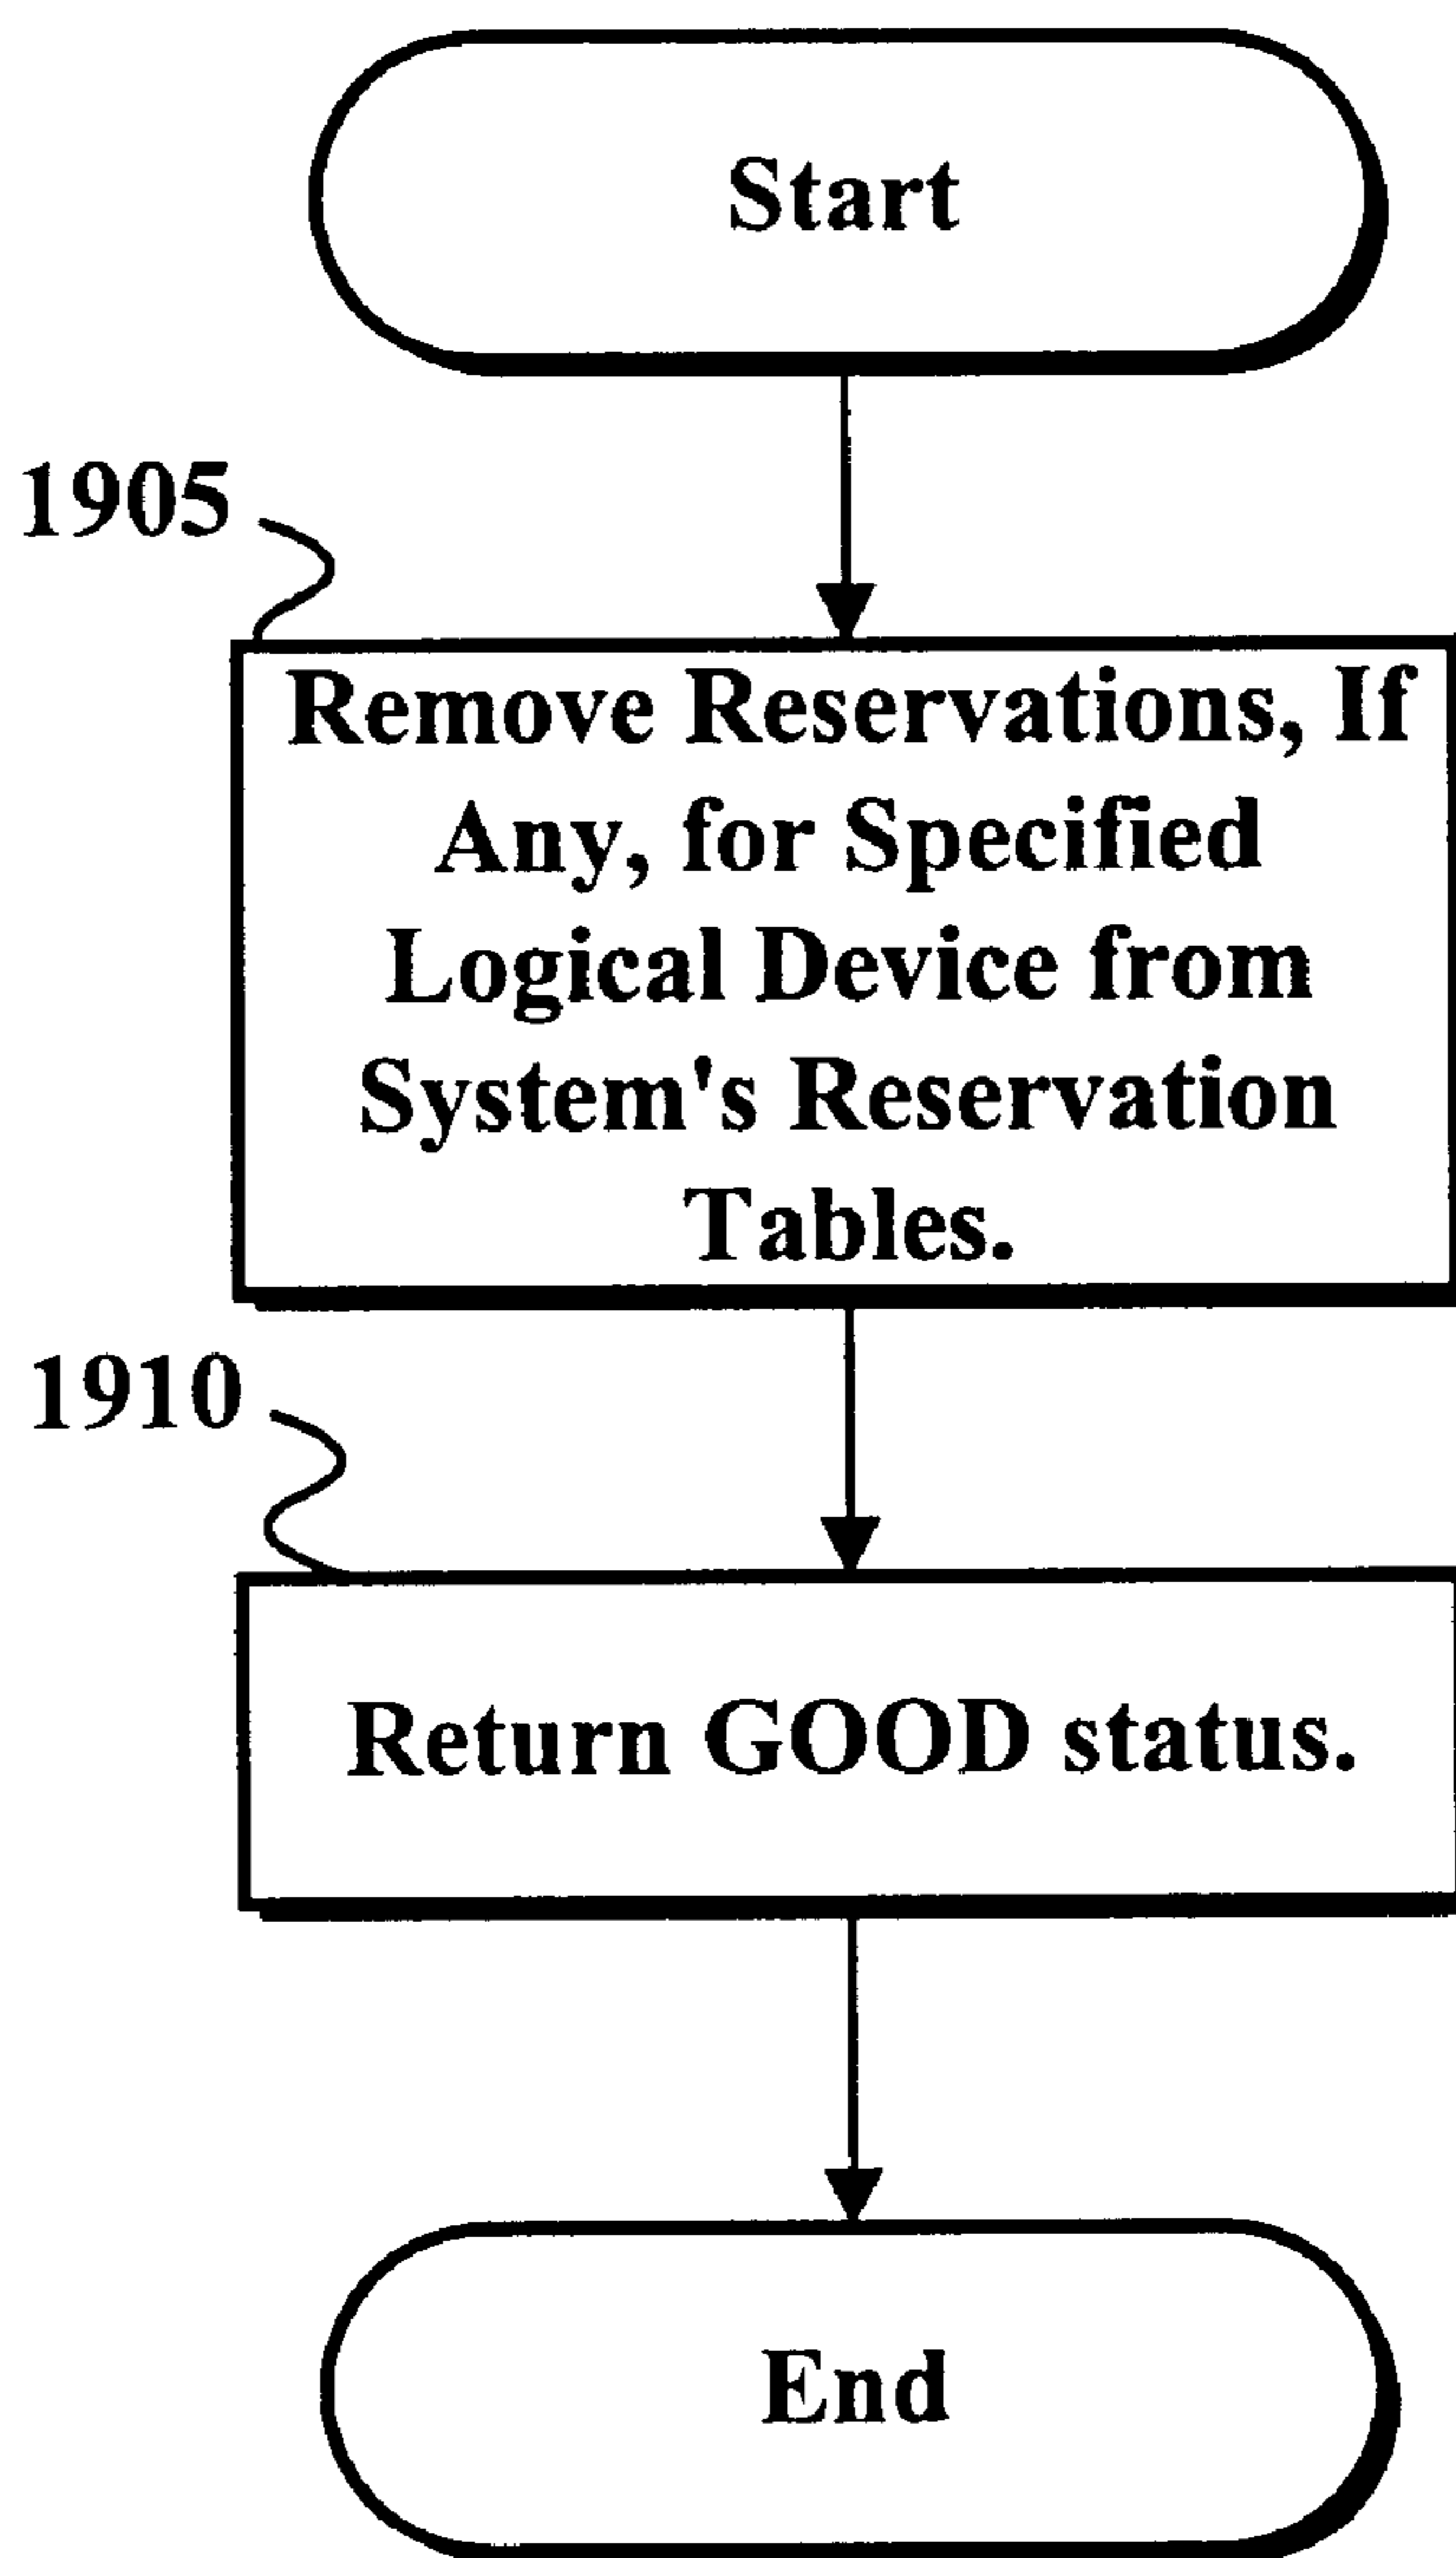 Start
1905
Remove Reservations, If
Any, for Specified
Logical Device from
System's Reservation
Tables.
1910
Return GOOD status.
End